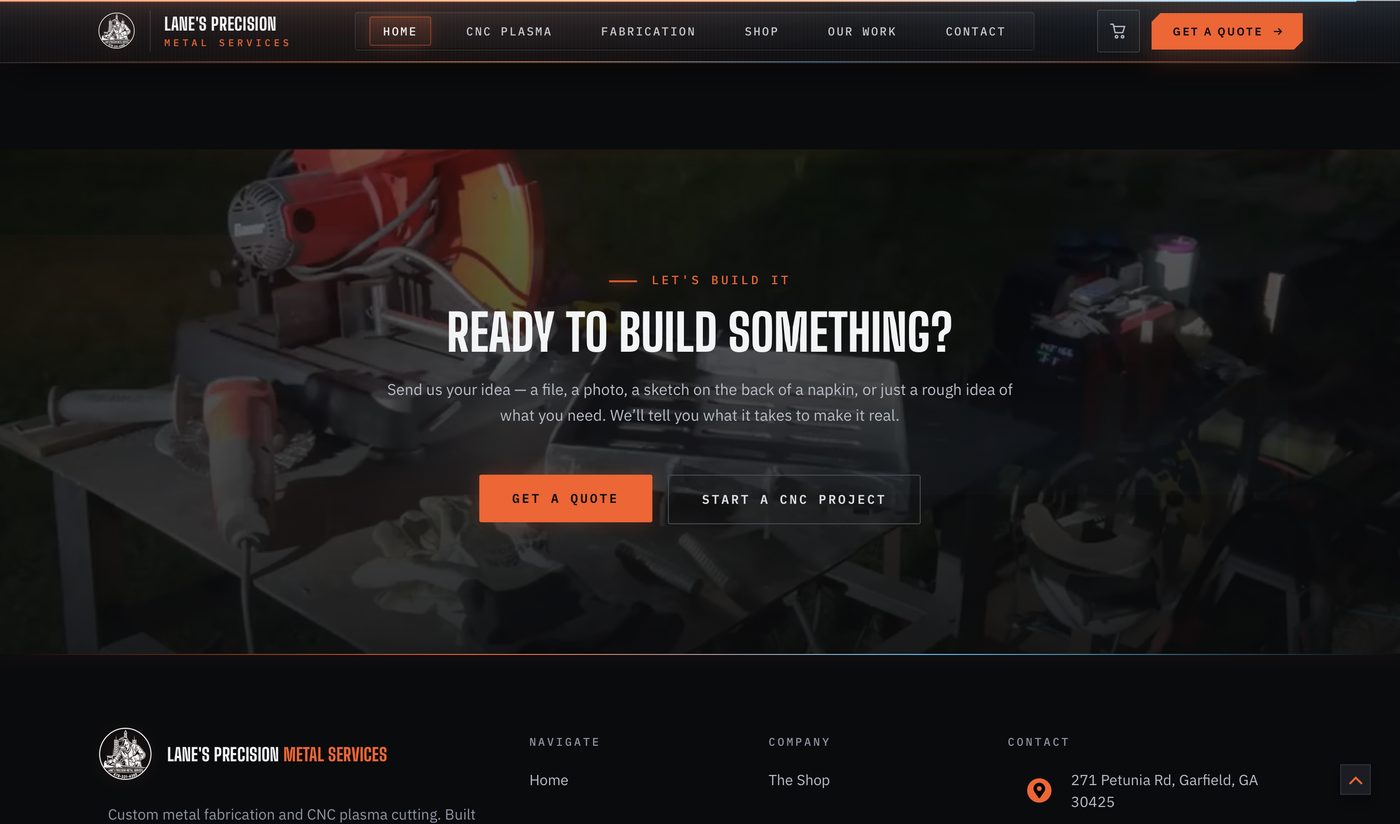 LANE'S PRECISION
METAL SERVICES
HOME
CNC PLASMA
FABRICATION
SHOP
OUR WORK
CONTACT
GET A QUOTE →
LET'S BUILD IT
READY TO BUILD SOMETHING?
Send us your idea — a file, a photo, a sketch on the back of a napkin, or just a rough idea of
what you need. We'll tell you what it takes to make it real.
GET A QUOTE
START A CNC PROJECT
LANE'S PRECISION METAL SERVICES
Custom metal fabrication and CNC plasma cutting. Built
NAVIGATE
Home
COMPANY
The Shop
CONTACT
271 Petunia Rd, Garfield, GA
30425